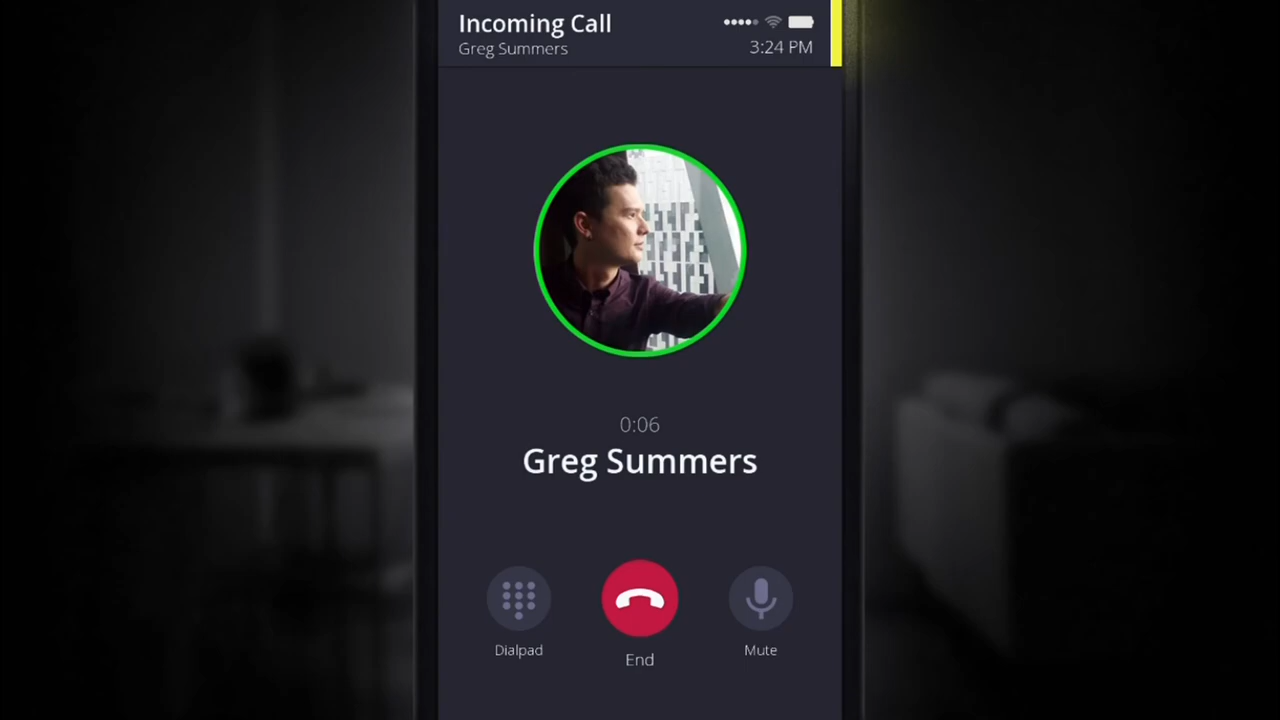 Incoming Call
Greg Summers
3:24 PM
0:06
Greg Summers
Dialpad
End
Mute